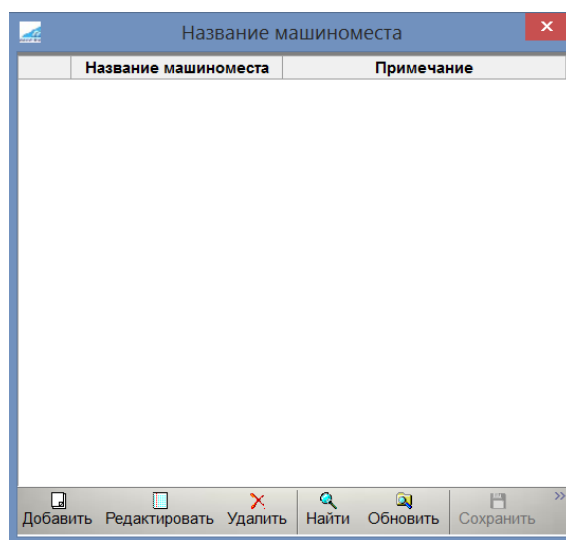 Название машиноместа
Название машиноместа Примечание
Добавить Редактировать Удалить Найти Обновить Сохранить »